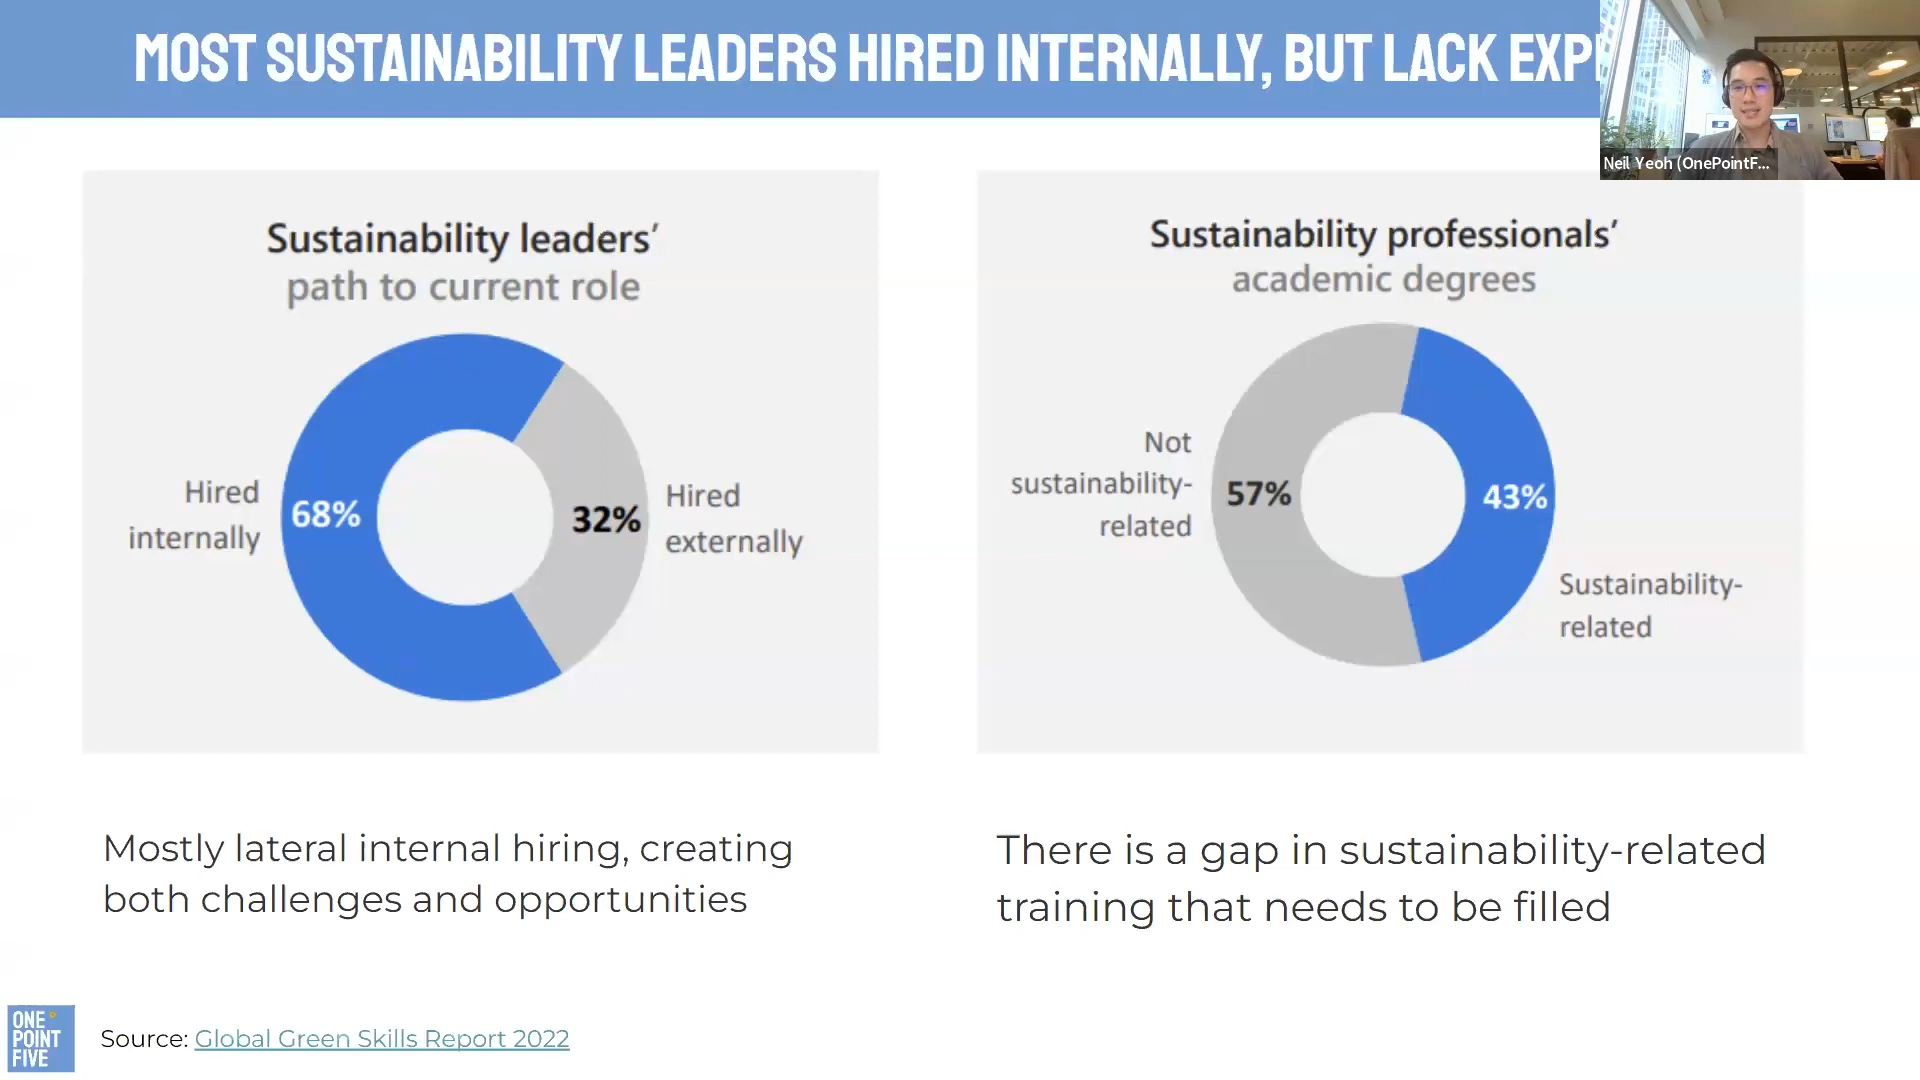 MOST SUSTAINABILITY LEADERS HIRED INTERNALLY, BUT LACK
Neil Yeoh (OnePointF...
Sustainability leaders’
path to current role
Hired
internally
68%
32%
Hired
externally
Sustainability professionals’
academic degrees
Not
sustainability-
related
57%
43%
Sustainability-
related
Mostly lateral internal hiring, creating
both challenges and opportunities
There is a gap in sustainability-related
training that needs to be filled
ONE
POINT
FIVE
Source: Global Green Skills Report 2022